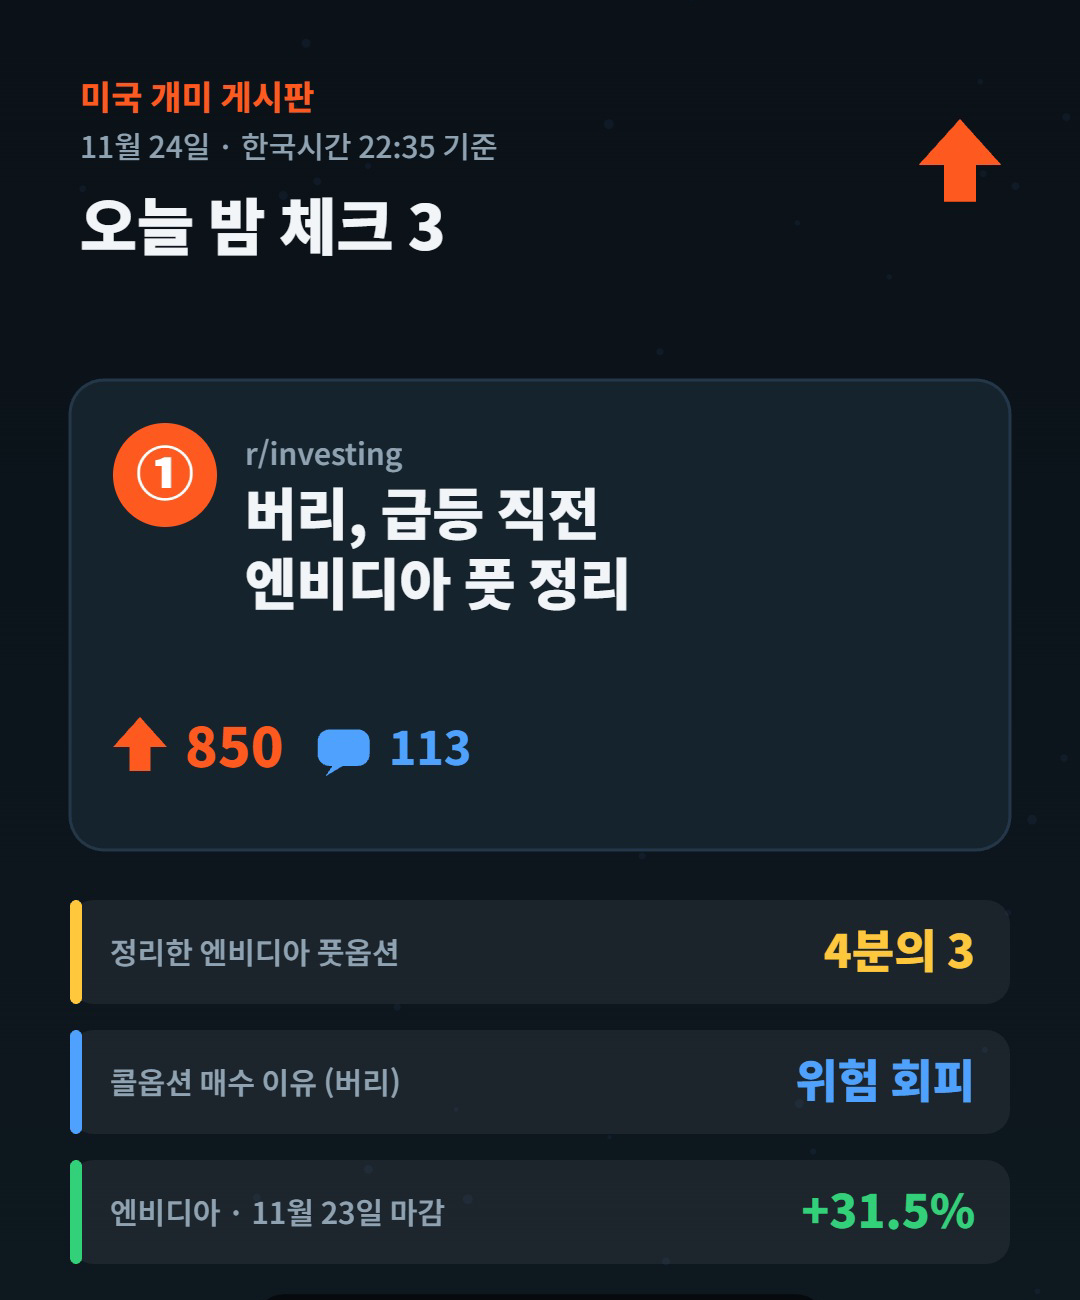 미국 개미 게시판
11월 24일 · 한국시간 22:35 기준
오늘 밤 체크 3
①
r/investing
버리, 급등 직전
엔비디아 풋 정리
850 113
정리한 엔비디아 풋옵션 4분의 3
콜옵션 매수 이유 (버리) 위험 회피
엔비디아 · 11월 23일 마감 +31.5%